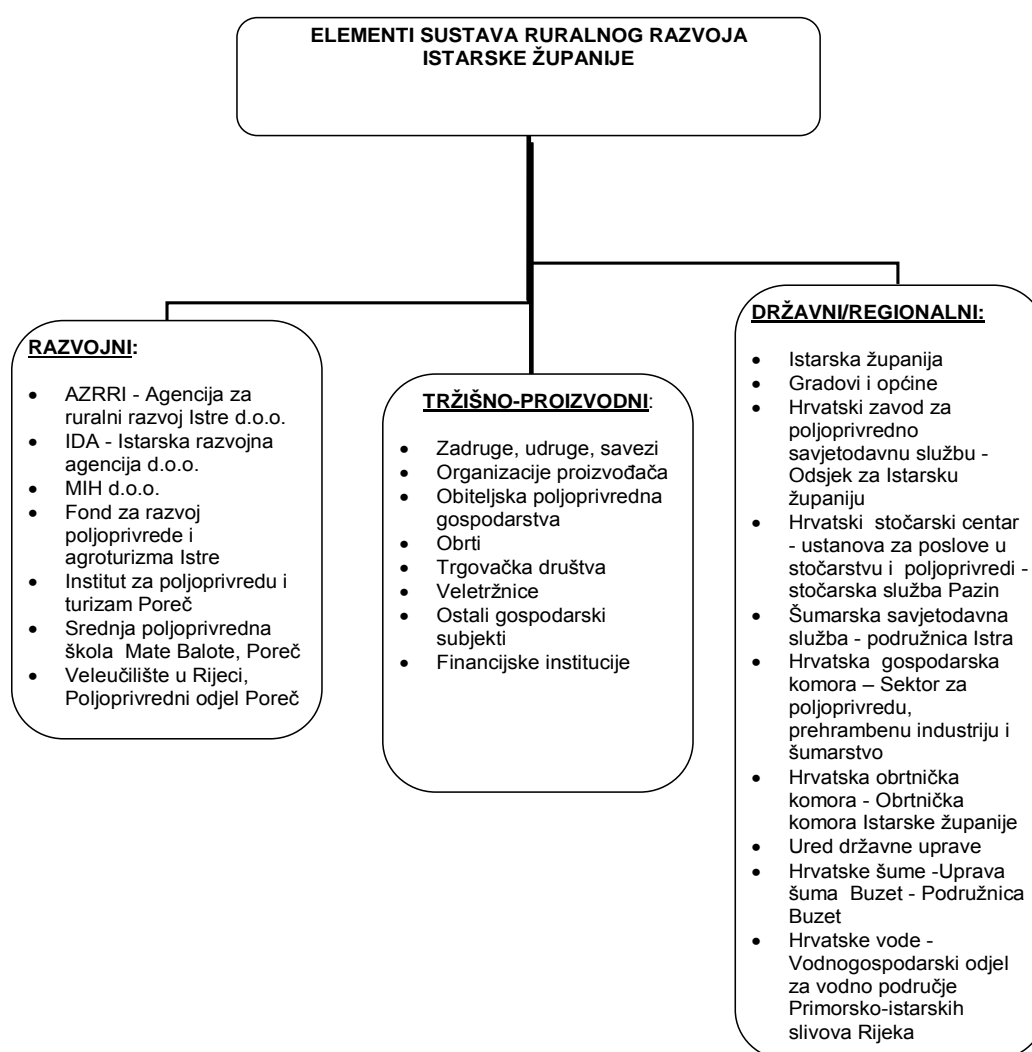 ELEMENTI SUSTAVA RURALNOG RAZVOJA
ISTARSKE ŽUPANIJE
RAZVOJNI:
• AZRRI - Agencija za
ruralni razvoj Istre d.o.o.
• IDA - Istarska razvojna
agencija d.o.o.
• MIH d.o.o.
• Fond za razvoj
poljoprivrede i
agroturizma Istre
• Institut za poljoprivredu i
turizam Poreč
• Srednja poljoprivredna
škola  Mate Balote, Poreč
• Veleučilište u Rijeci,
Poljoprivredni odjel Poreč
TRŽIŠNO-PROIZVODNI:
• Zadruge, udruge, savezi
• Organizacije proizvođača
• Obiteljska poljoprivredna
gospodarstva
• Obrti
• Trgovačka društva
• Veletržnice
• Ostali gospodarski
subjekti
• Financijske institucije
DRŽAVNI/REGIONALNI:
• Istarska županija
• Gradovi i općine
• Hrvatski zavod za
poljoprivredno
savjetodavnu službu -
Odsjek za Istarsku
županiju
• Hrvatski  stočarski centar
- ustanova za poslove u
stočarstvu i  poljoprivredi -
stočarska služba Pazin
• Šumarska savjetodavna
služba - podružnica Istra
• Hrvatska  gospodarska
komora – Sektor za
poljoprivredu,
prehrambenu industriju i
šumarstvo
• Hrvatska obrtnička
komora - Obrtnička
komora Istarske županije
• Ured državne uprave
• Hrvatske šume -Uprava
šuma  Buzet - Podružnica
Buzet
• Hrvatske vode -
Vodnogospodarski odjel
za vodno područje
Primorsko-istarskih
slivova Rijeka